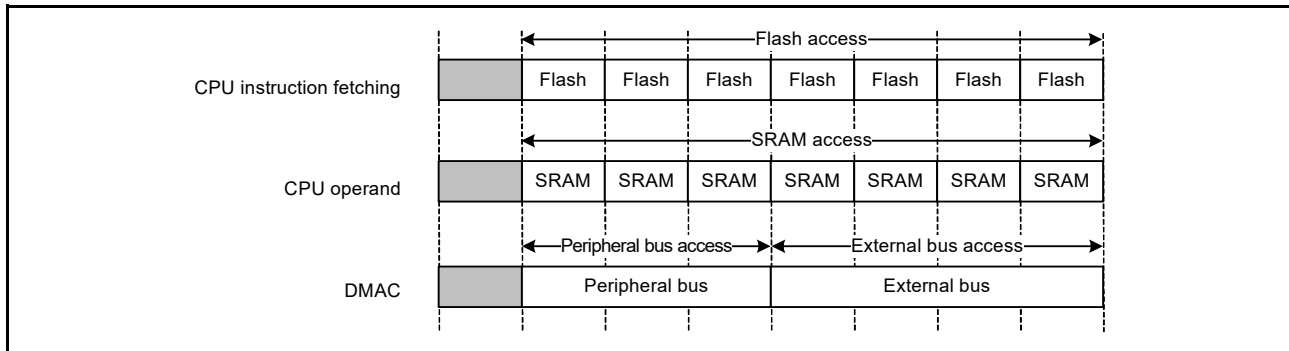 Flash access
CPU instruction fetching Flash Flash Flash Flash Flash Flash Flash
SRAM access
CPU operand SRAM SRAM SRAM SRAM SRAM SRAM SRAM
Peripheral bus access External bus access
DMAC Peripheral bus External bus